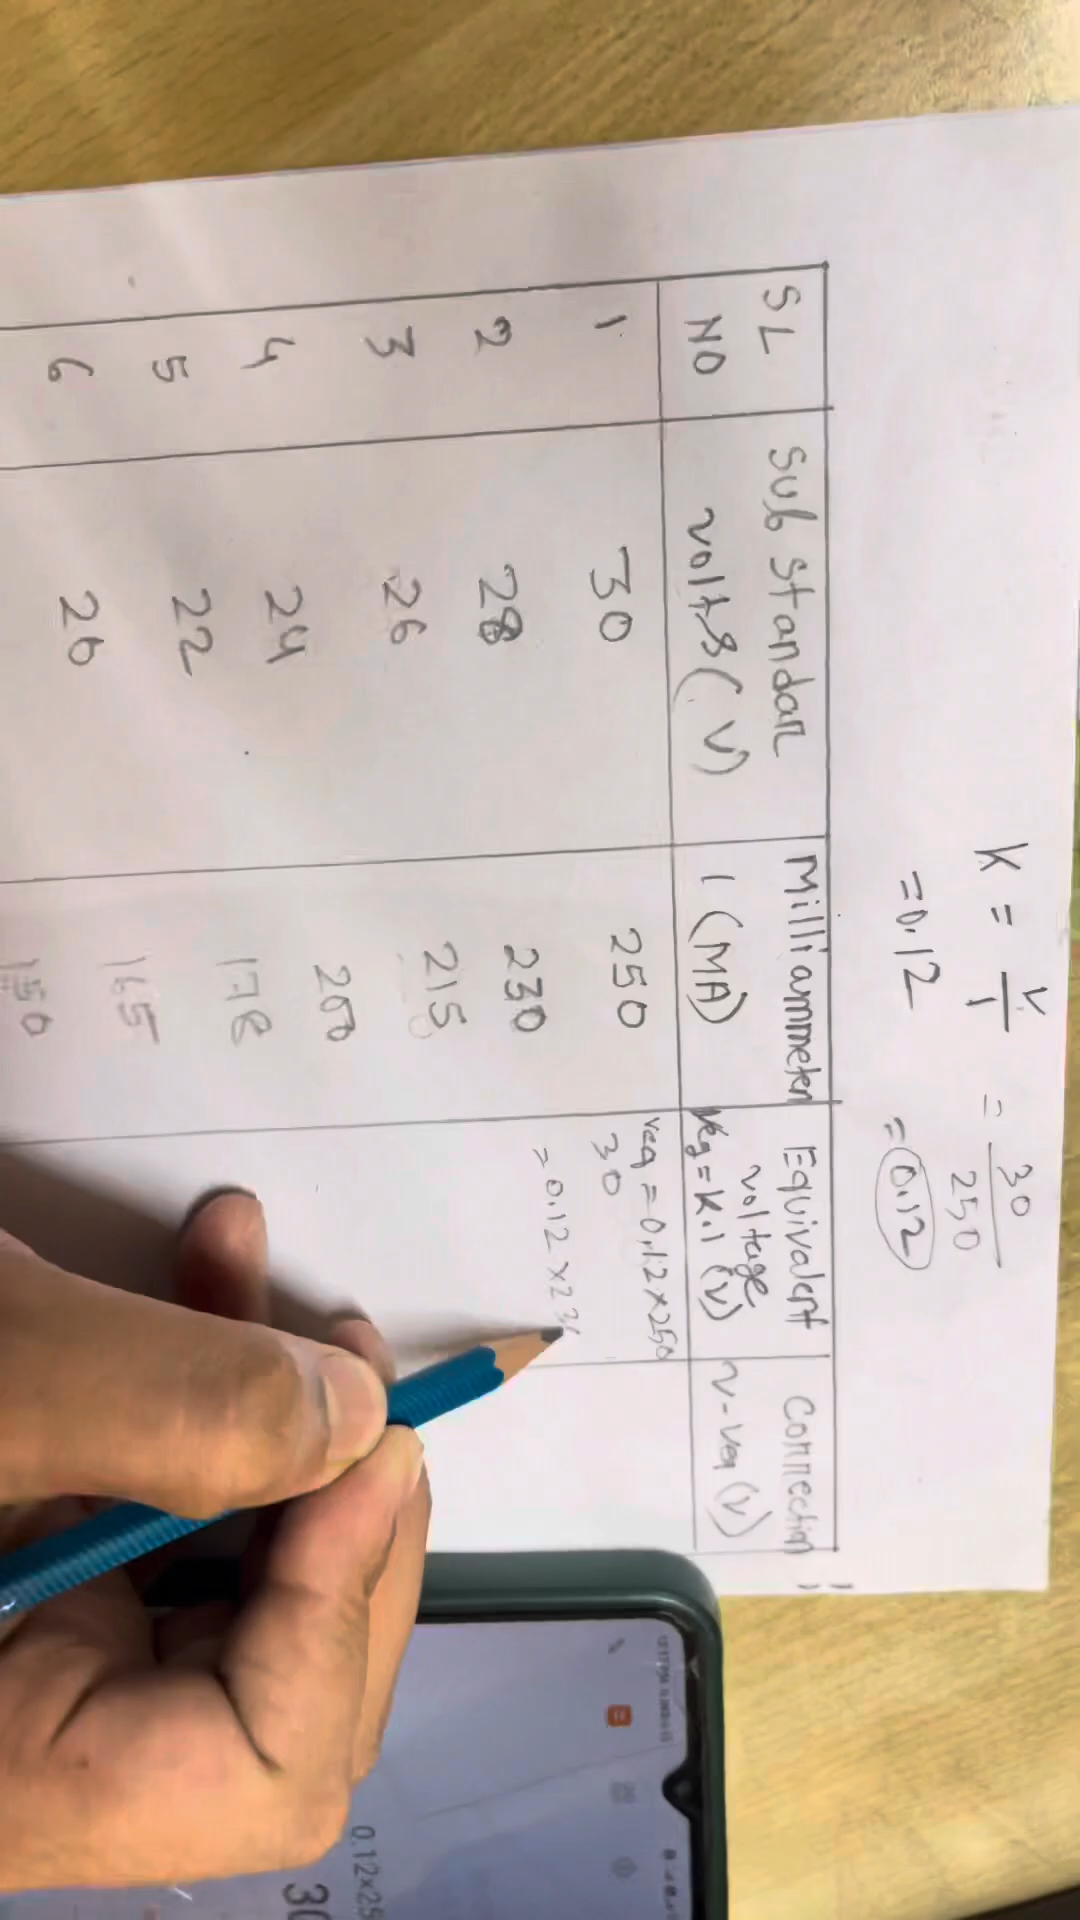 K = V/I = 30/250
=0.12 = 0.12
SL NO
Sub Standar volts (V)
Milli ammeter I (MA)
Equivalent voltage Veq = K.I (V)
Correction V-Veq (V)
1 30 250 Veq = 0.12×250
30
2 28 230 = 0.12×23
3 26 215
4 24 200
5 22 178
6 20 165
150
0.12×25
30